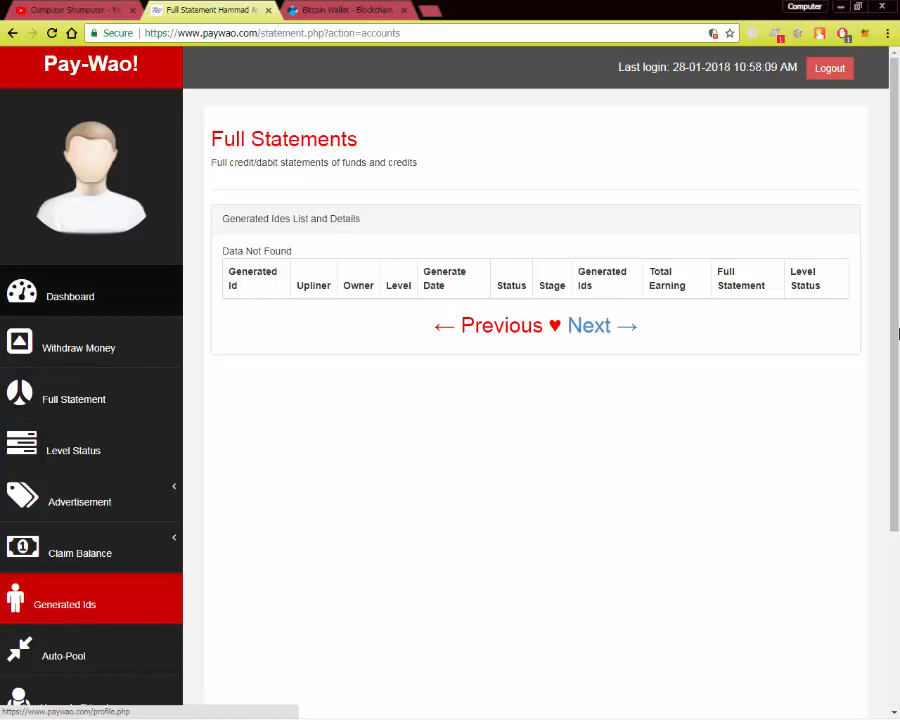 Computer Shumputer - Yo
Full Statement Hammad A
Bitcoin Wallet - Blockchain
Computer
Secure
https://www.paywao.com/statement.php?action=accounts
Pay-Wao!
Last login: 28-01-2018 10:58:09 AM
Logout
Full Statements
Full credit/dabit statements of funds and credits
Generated Ides List and Details
Data Not Found
Generated Id
Upliner
Owner
Level
Generate Date
Status
Stage
Generated Ids
Total Earning
Full Statement
Level Status
← Previous ♥ Next →
Dashboard
Withdraw Money
Full Statement
Level Status
Advertisement
Claim Balance
Generated Ids
Auto-Pool
https://www.paywao.com/profile.php